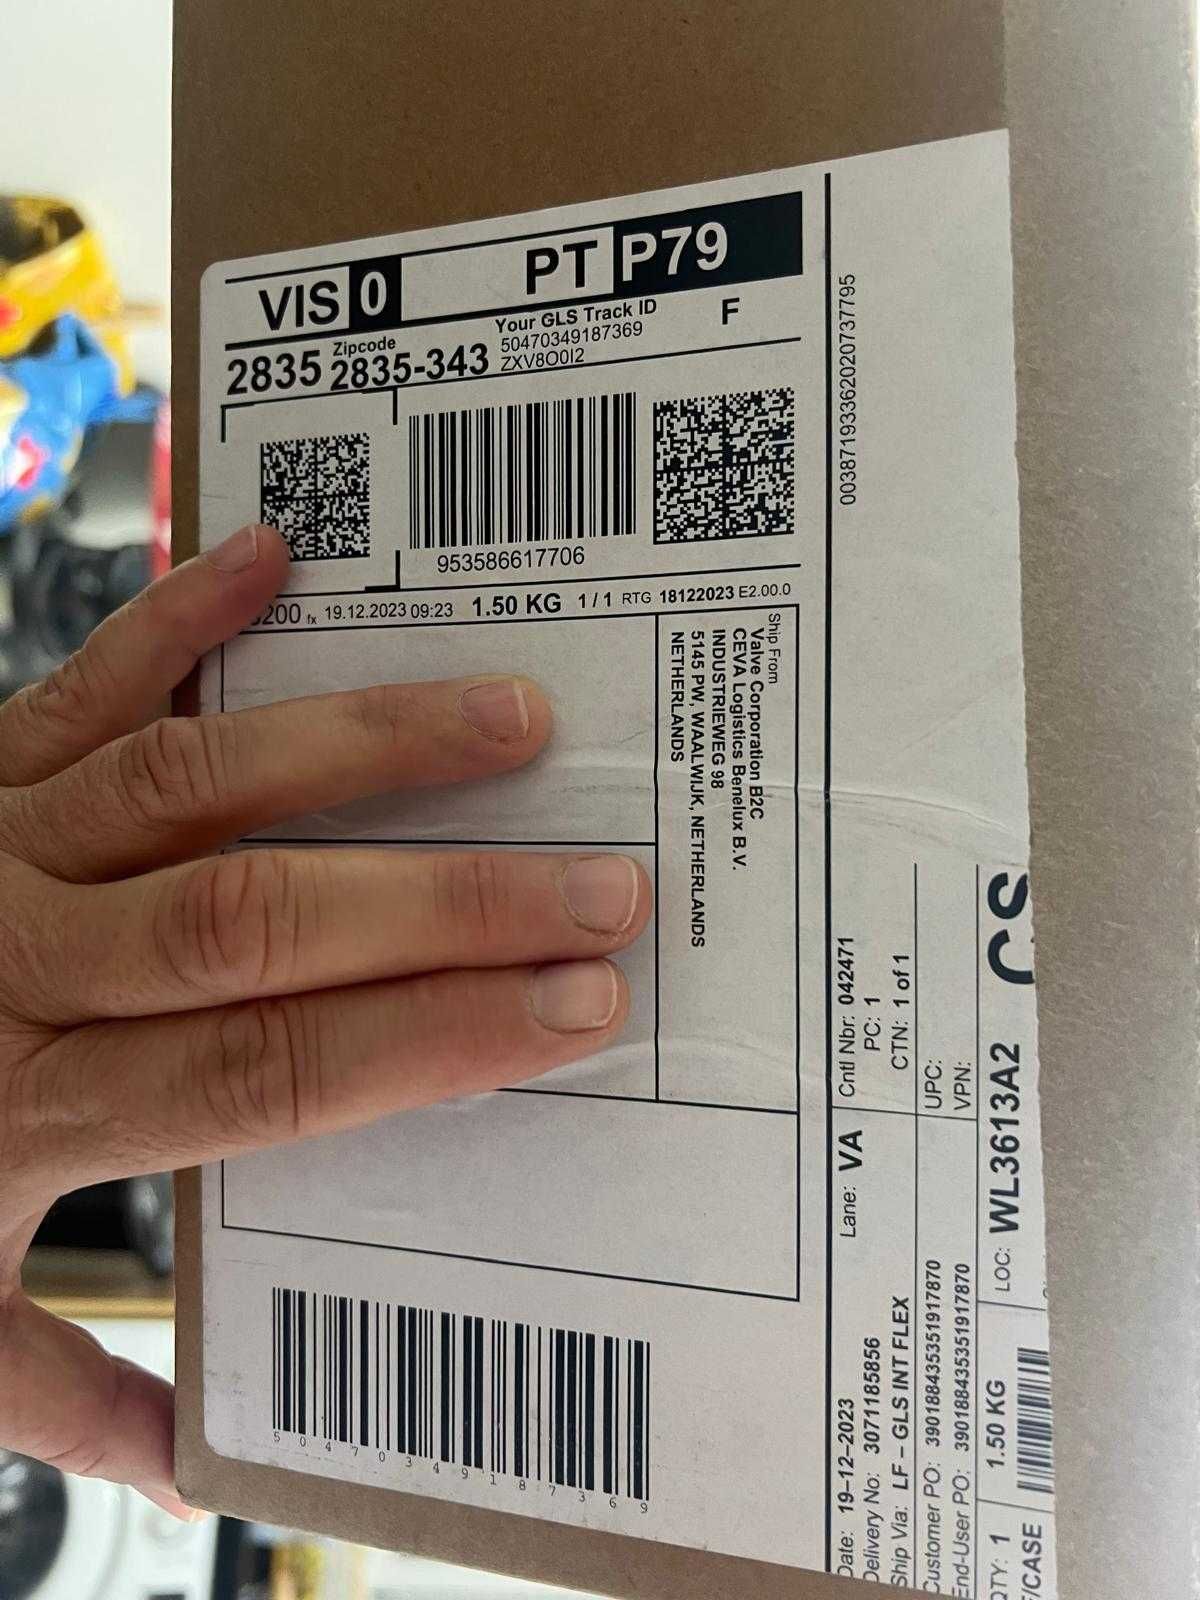 VIS 0 PT P79
2835 Zipcode 2835-343
Your GLS Track ID
50470349187369
ZXV8O0I2
F
953586617706
200 fx 19.12.2023 09:23 1.50 KG 1/1 RTG 18122023 E2.00.0
Ship From
Valve Corporation B2C
CEVA Logistics Benelux B.V.
INDUSTRIEWEG 98
5145 PW, WAALWIJK, NETHERLANDS
NETHERLANDS
50470349187369
00387193362020737795
Date: 19-12-2023 Lane: VA Cntl Nbr: 042471
Delivery No: 3071185856 PC: 1
Ship Via: LF - GLS INT FLEX CTN: 1 of 1
Customer PO: 39018843535191​7870 UPC:
End-User PO: 390188435351917870 VPN:
QTY: 1 1.50 KG LOC: WL3613A2
/CASE